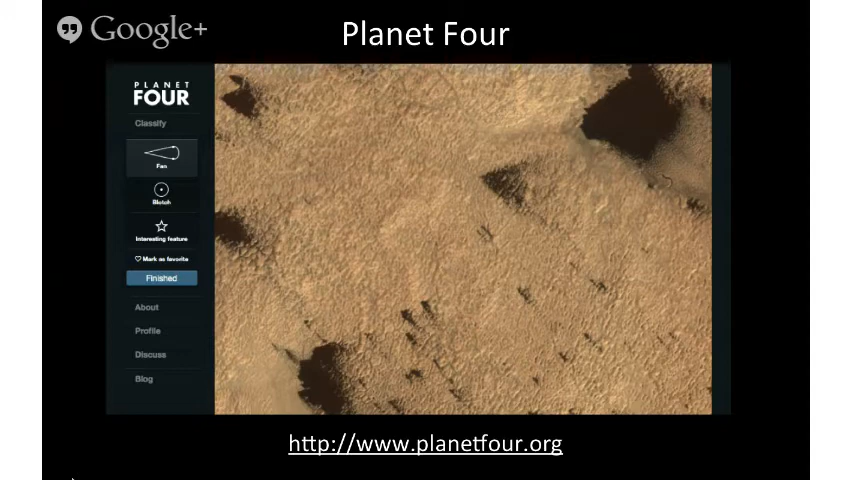 Google+
Planet Four
PLANET
FOUR
Classify
Fan
Blotch
Interesting feature
Mark as favorite
Finished
About
Profile
Discuss
Blog
http://www.planetfour.org